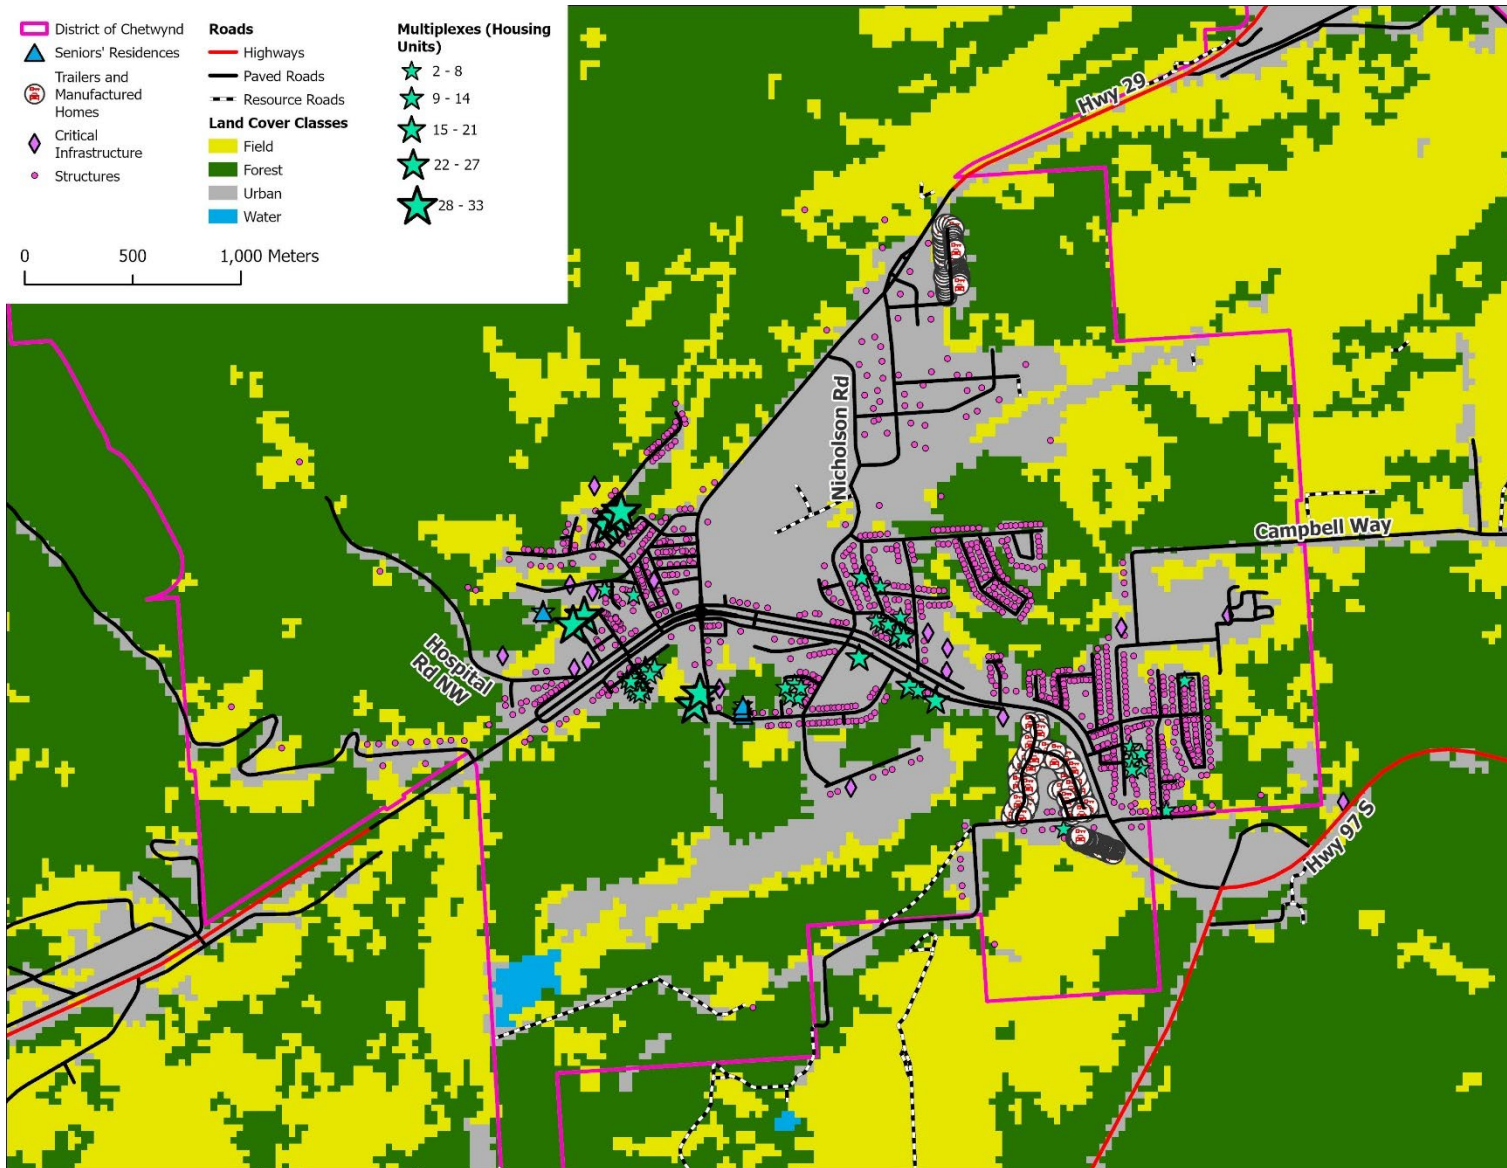 District of Chetwynd
Seniors' Residences
Trailers and
Manufactured
Homes
Critical
Infrastructure
Structures
Roads
Highways
Paved Roads
Resource Roads
Land Cover Classes
Field
Forest
Urban
Water
Multiplexes (Housing
Units)
2 - 8
9 - 14
15 - 21
22 - 27
28 - 33
0 500 1,000 Meters
Hwy 29
Nicholson Rd
Campbell Way
Hospital
Rd NW
Hwy 97 S